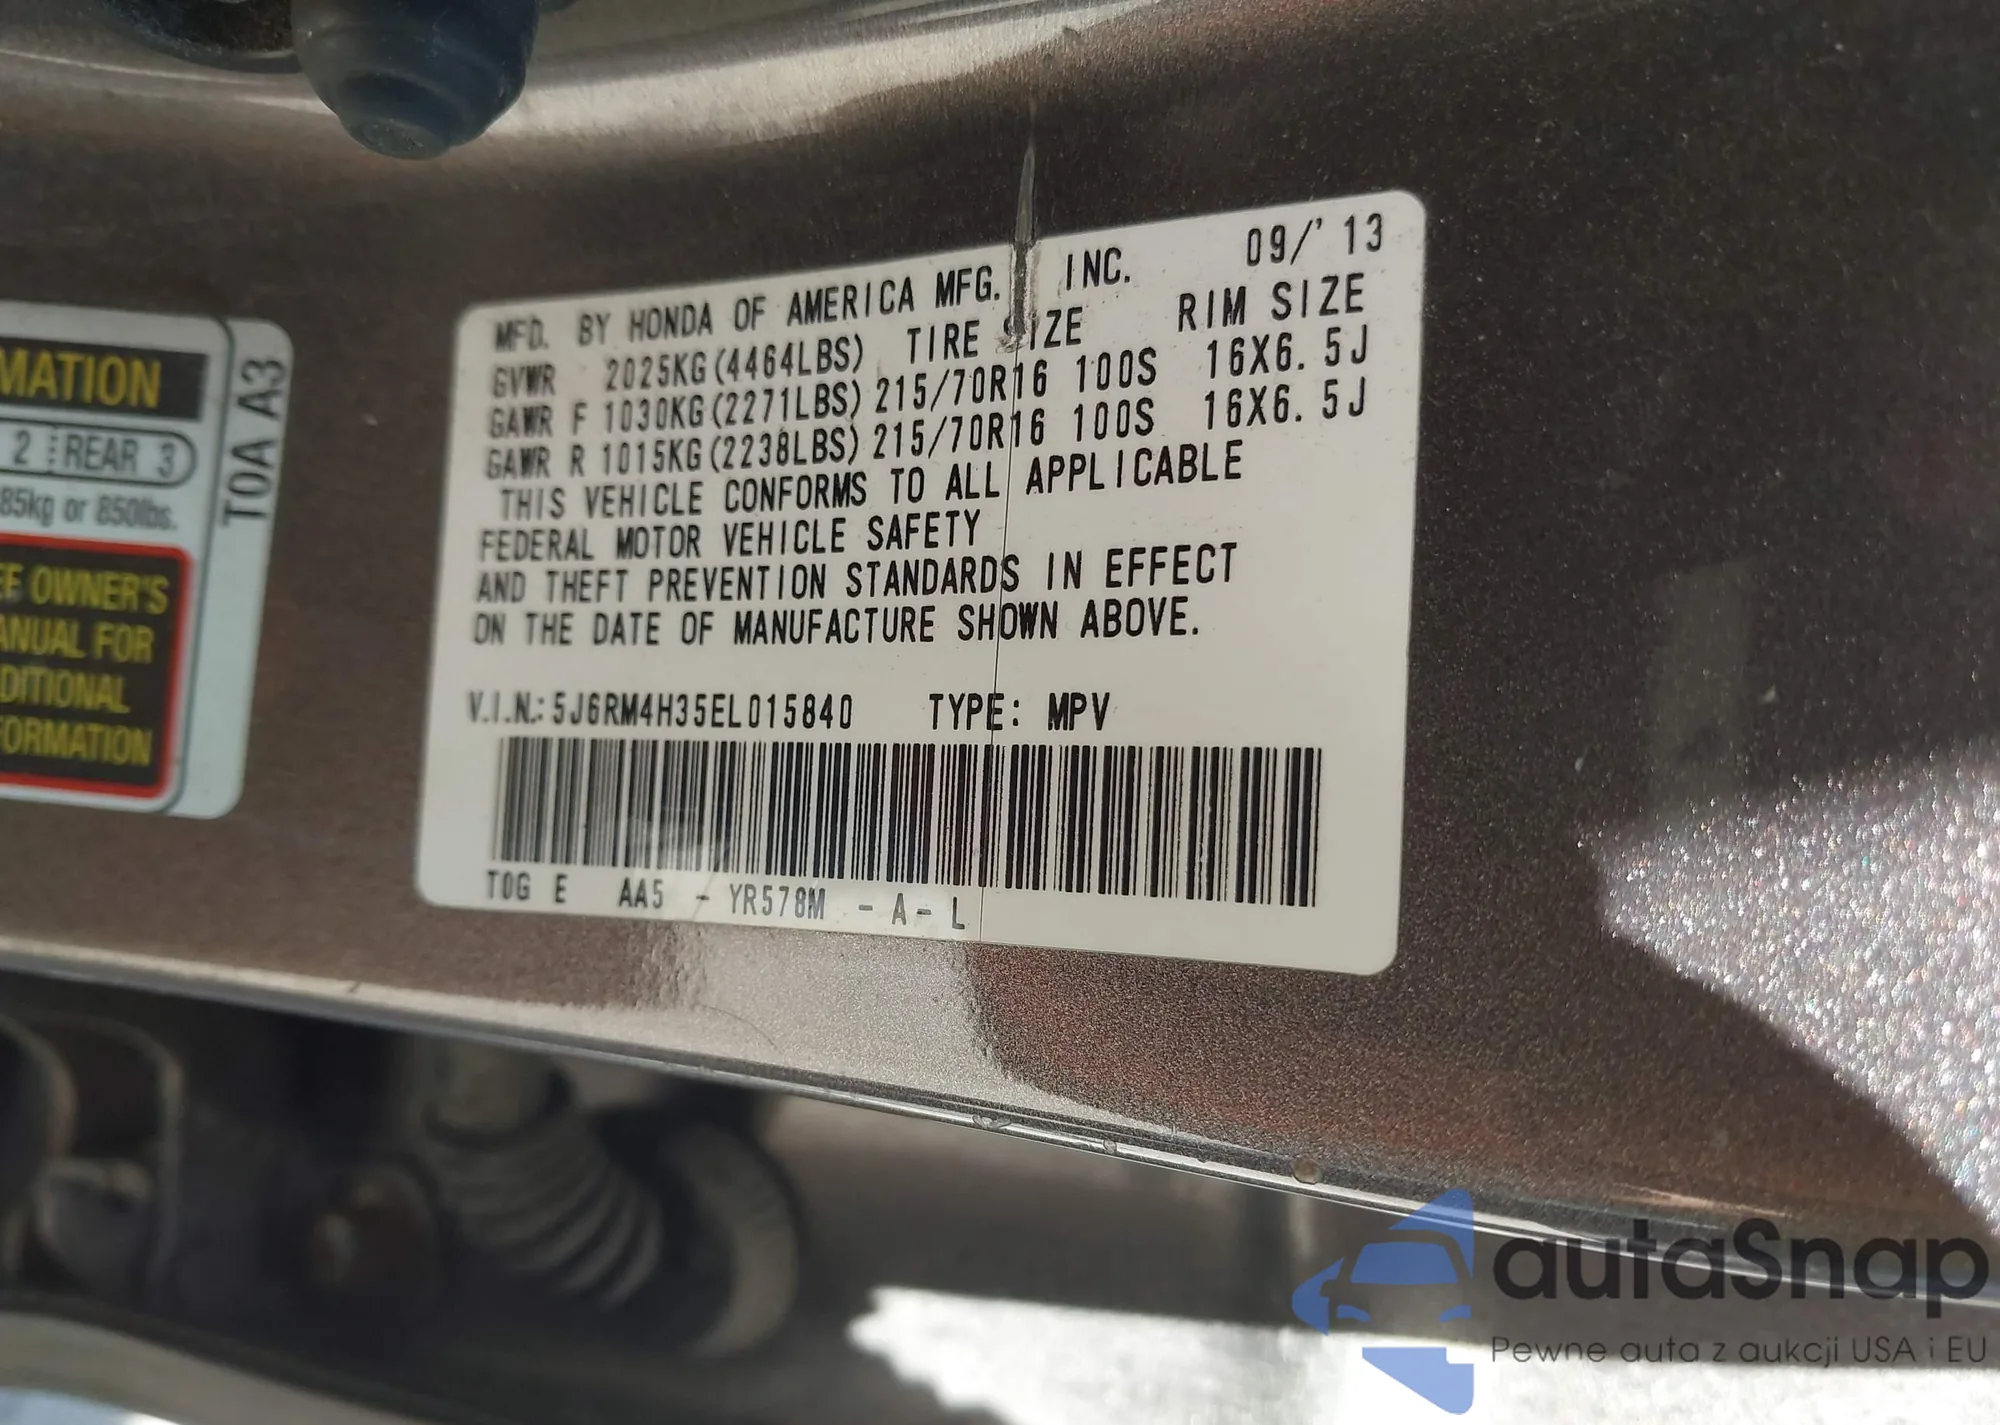 MATION
2 REAR 3
85kg or 850lbs.
OWNER'S
ANUAL FOR
DITIONAL
FORMATION
T0A A3
MFD. BY HONDA OF AMERICA MFG. INC. 09/'13
GVWR 2025KG(4464LBS) TIRE SIZE RIM SIZE
GAWR F 1030KG(2271LBS) 215/70R16 100S 16X6.5J
GAWR R 1015KG(2238LBS) 215/70R16 100S 16X6.5J
THIS VEHICLE CONFORMS TO ALL APPLICABLE
FEDERAL MOTOR VEHICLE SAFETY
AND THEFT PREVENTION STANDARDS IN EFFECT
ON THE DATE OF MANUFACTURE SHOWN ABOVE.
V.I.N.: 5J6RM4H35EL015840 TYPE: MPV
T0G E AA5 - YR578M - A - L
autaSnap
Pewne auta z aukcji USA i EU